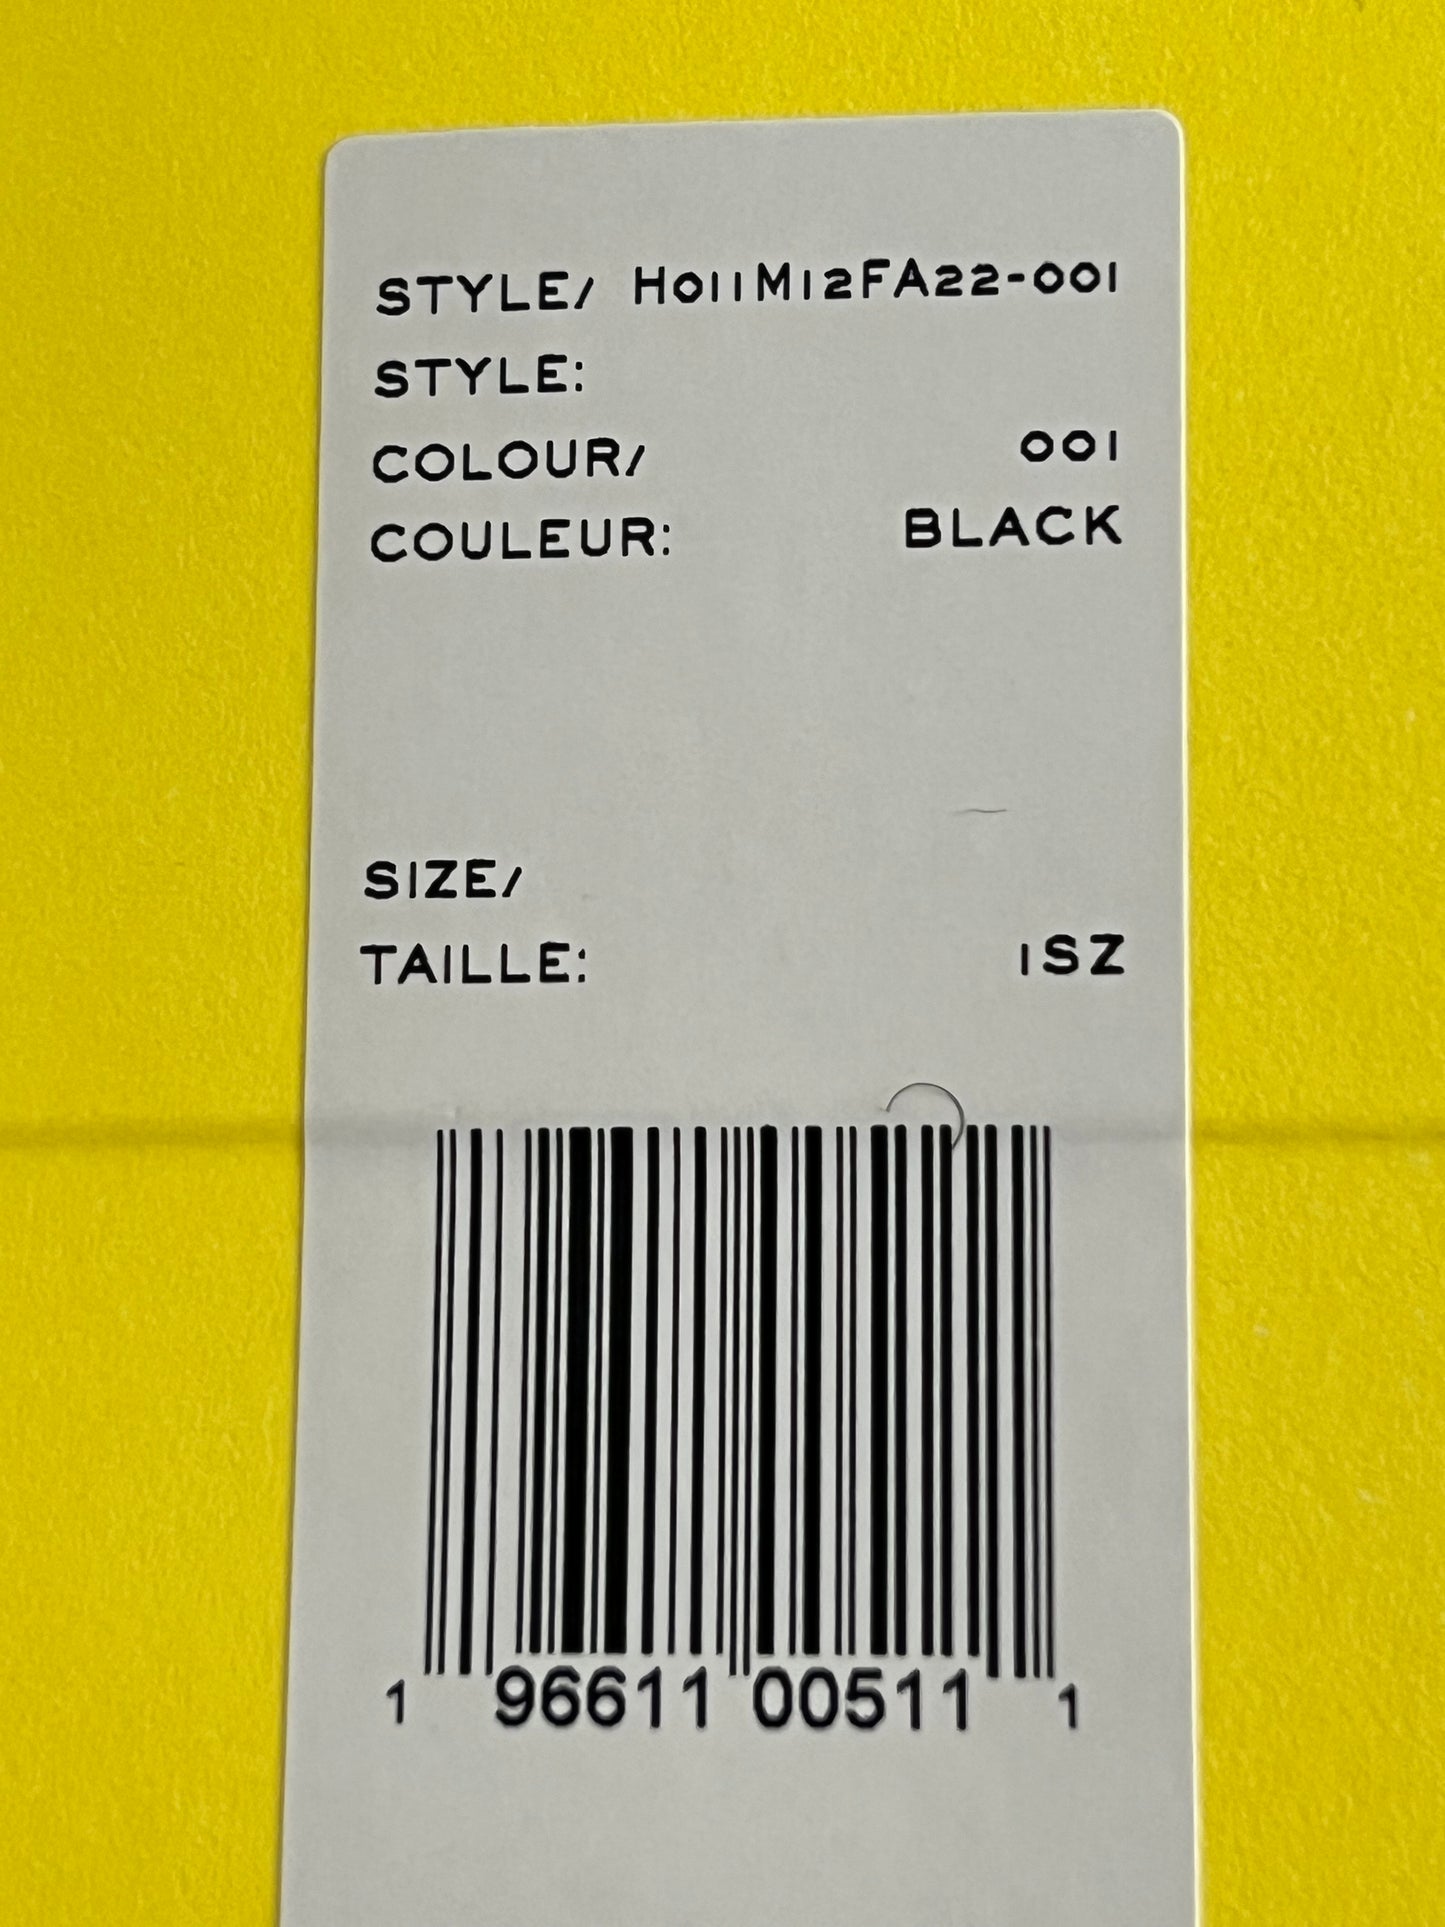 STYLE/ H011M12FA22-001
STYLE:
COLOUR/ 001
COULEUR: BLACK
SIZE/
TAILLE: 1SZ
1 96611 00511 1